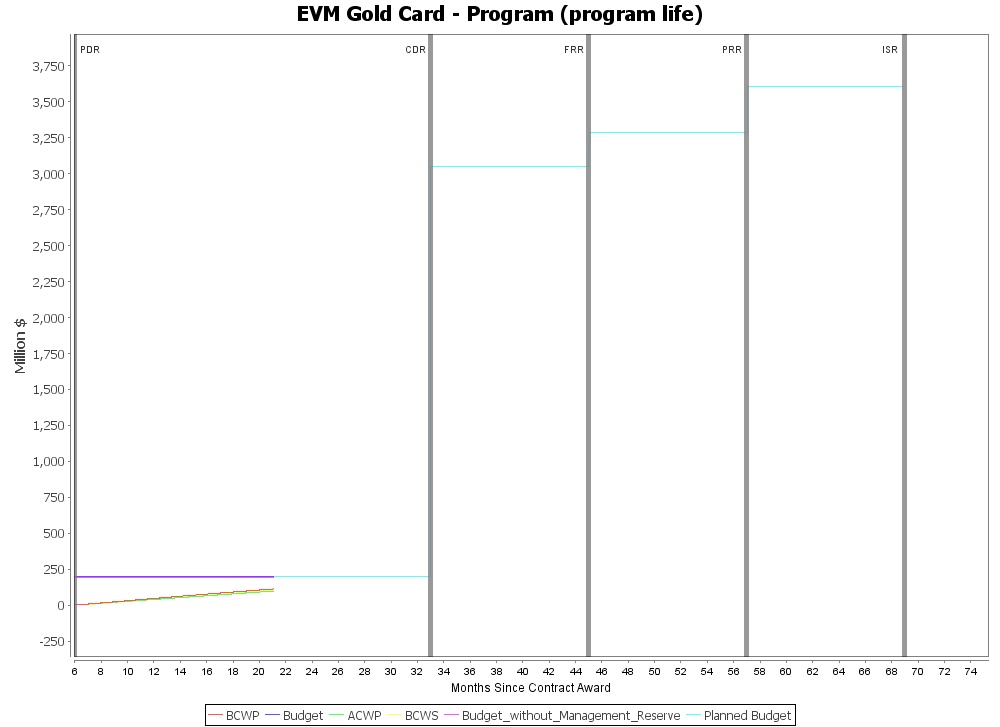 EVM Gold Card - Program (program life)
PDR
CDR
FRR
PRR
ISR
3,750
3,500
3,250
3,000
2,750
2,500
2,250
2,000
1,750
1,500
1,250
1,000
750
500
250
0
-250
Million $
6 8 10 12 14 16 18 20 22 24 26 28 30 32 34 36 38 40 42 44 46 48 50 52 54 56 58 60 62 64 66 68 70 72 74
Months Since Contract Award
BCWP Budget ACWP BCWS Budget_without_Management_Reserve Planned Budget